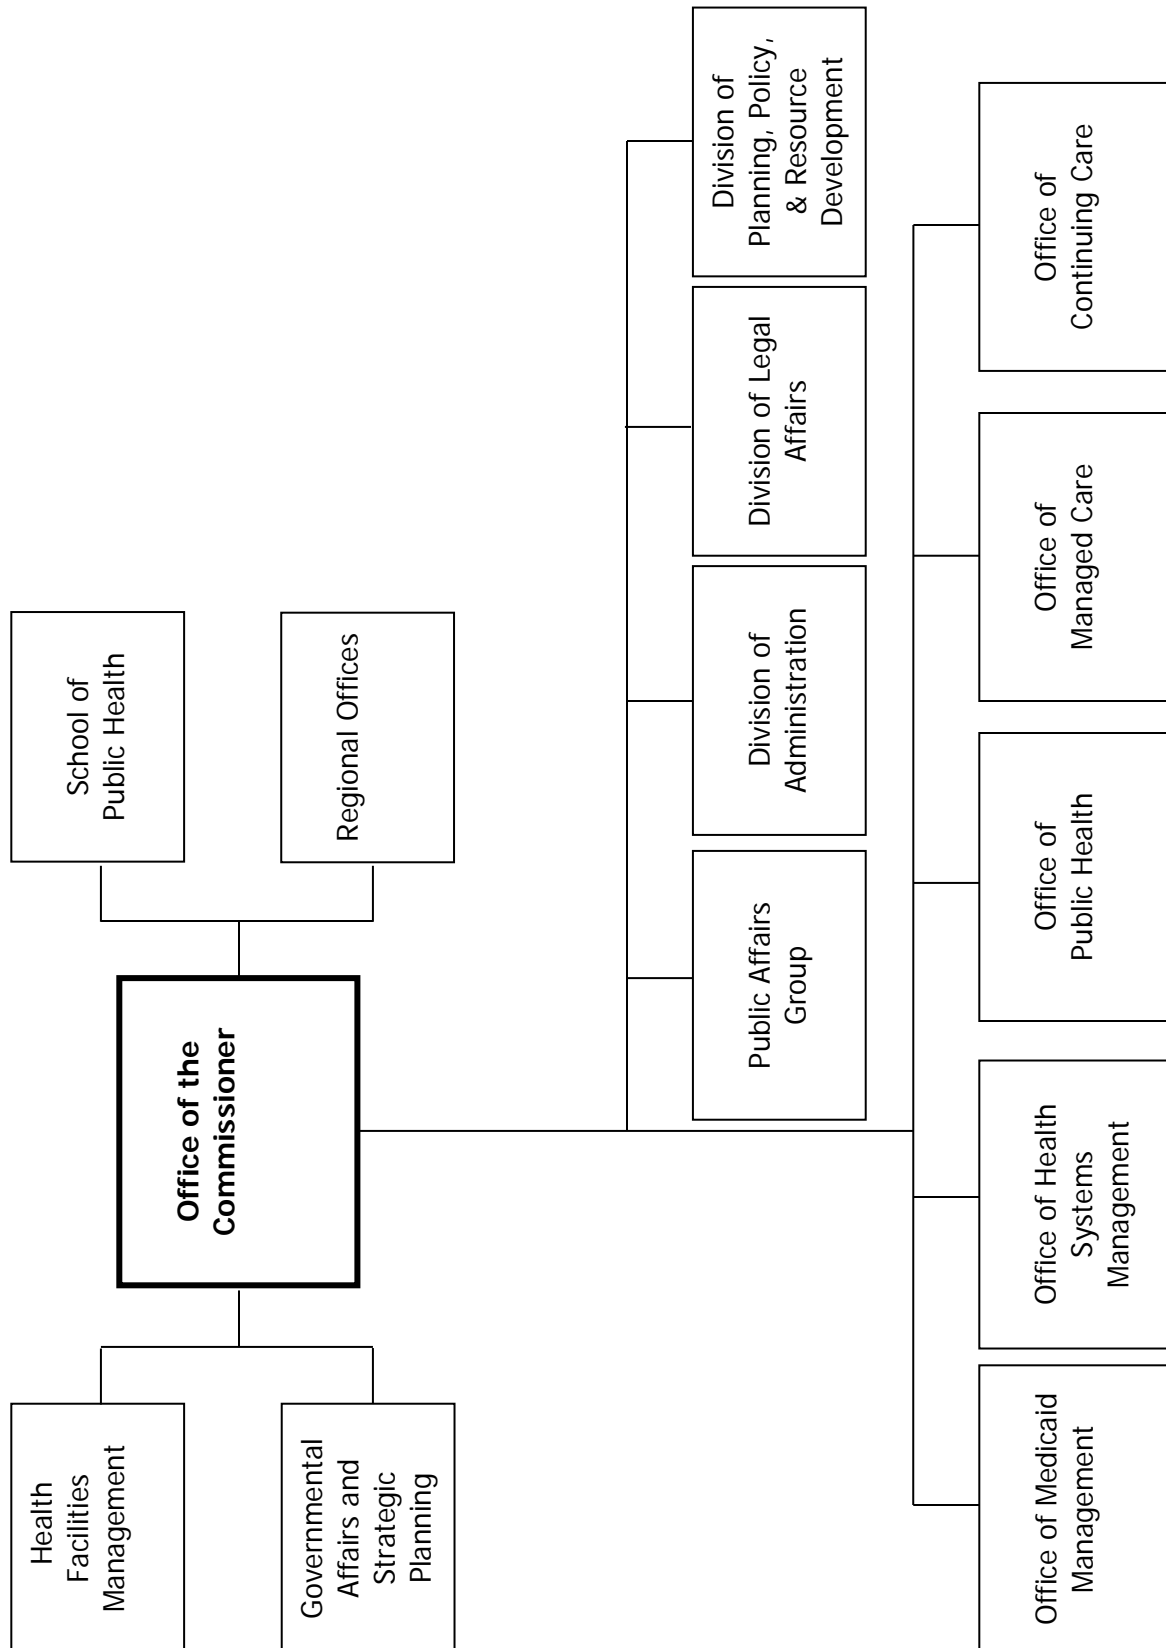 Health
Facilities
Management
Governmental
Affairs and
Strategic
Planning
Office of the
Commissioner
School of
Public Health
Regional Offices
Public Affairs
Group
Division of
Administration
Division of Legal
Affairs
Division of
Planning, Policy,
& Resource
Development
Office of Medicaid
Management
Office of Health
Systems
Management
Office of
Public Health
Office of
Managed Care
Office of
Continuing Care